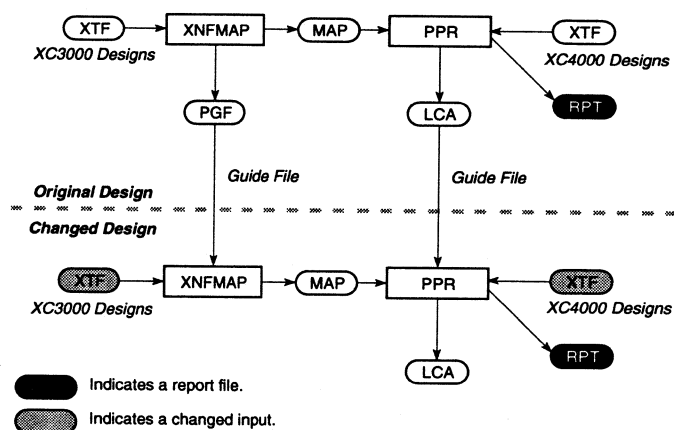 XTF XNFMAP MAP PPR XTF
XC3000 Designs XC4000 Designs
RPT
PGF LCA
Guide File Guide File
Original Design
Changed Design
XTF XNFMAP MAP PPR XTF
XC3000 Designs XC4000 Designs
RPT
LCA
Indicates a report file.
Indicates a changed input.